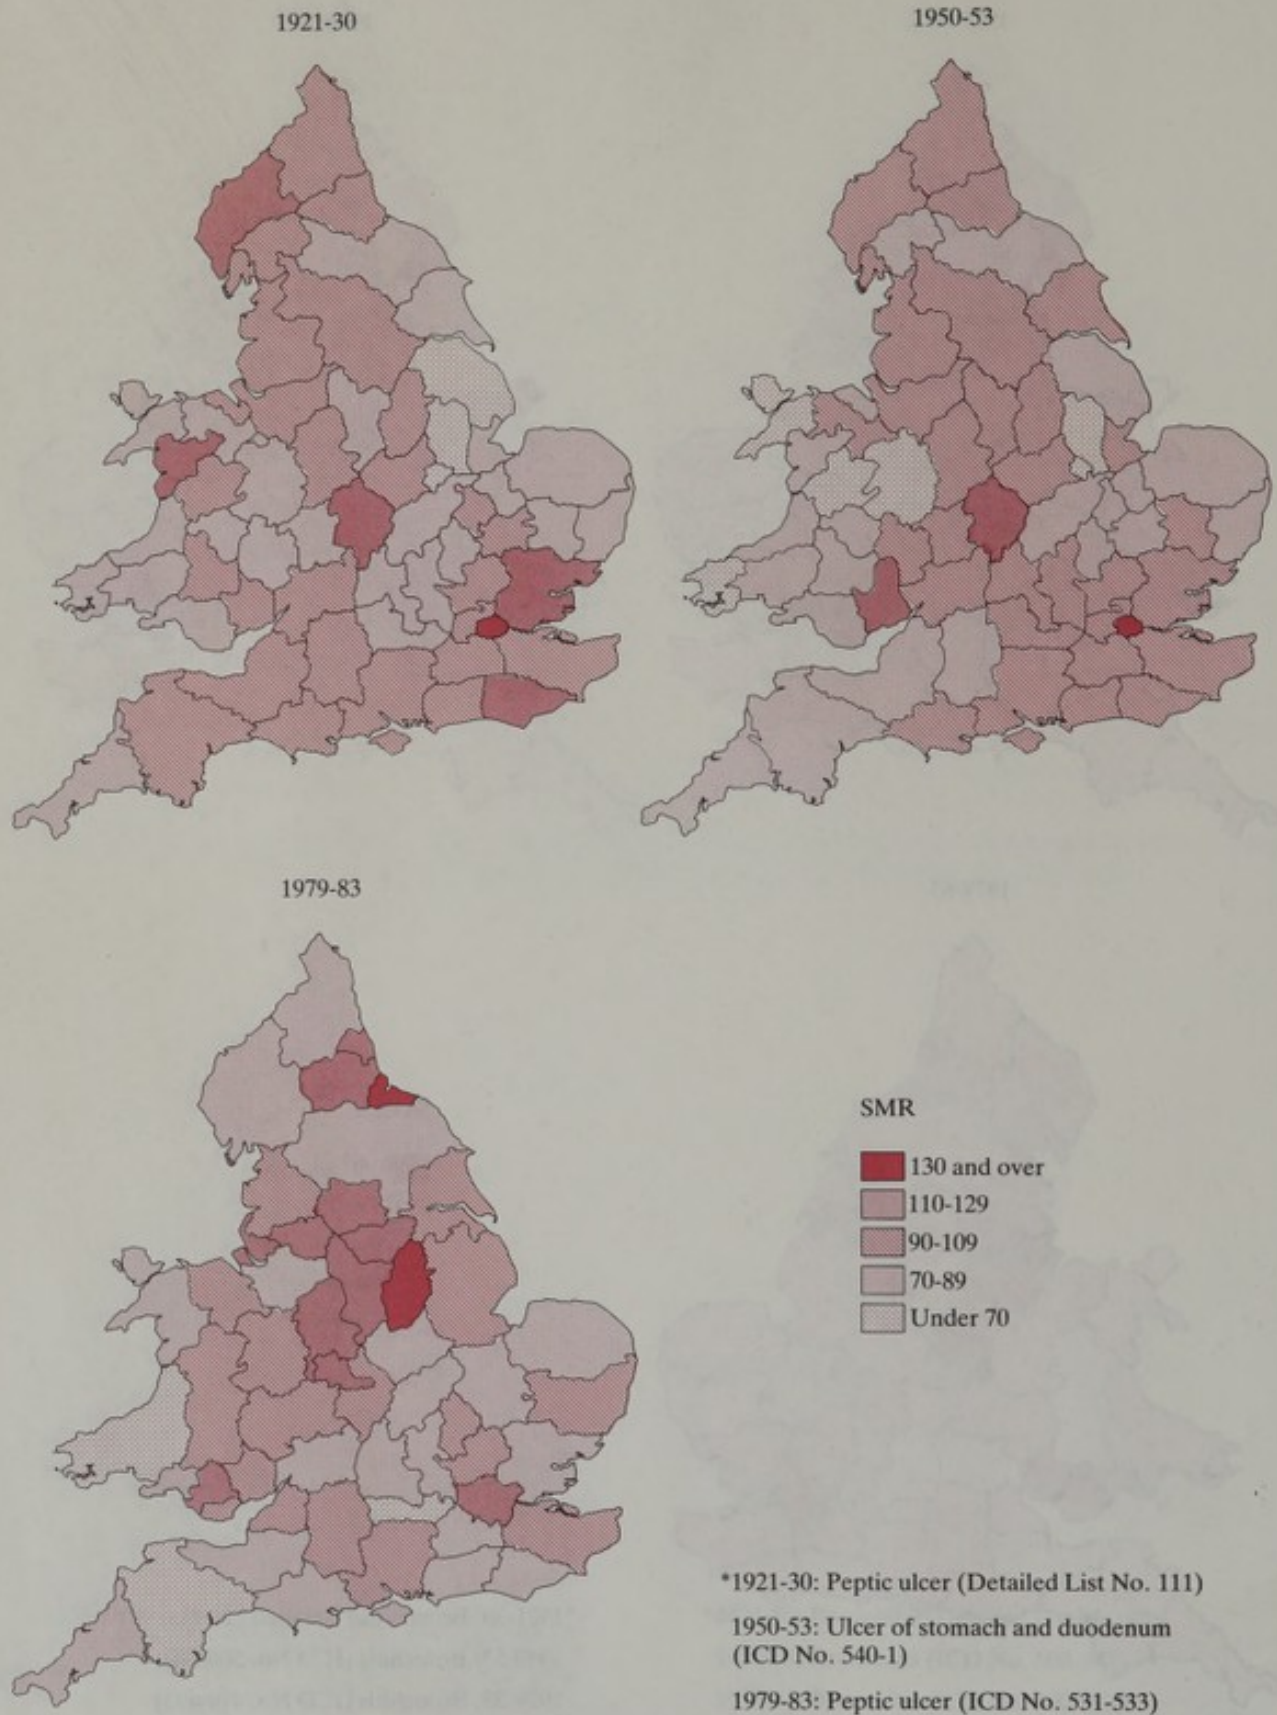 1921-30
1950-53
1979-83
SMR
130 and over
110-129
90-109
70-89
Under 70
*1921-30: Peptic ulcer (Detailed List No. 111)
1950-53: Ulcer of stomach and duodenum
(ICD No. 540-1)
1979-83: Peptic ulcer (ICD No. 531-533)